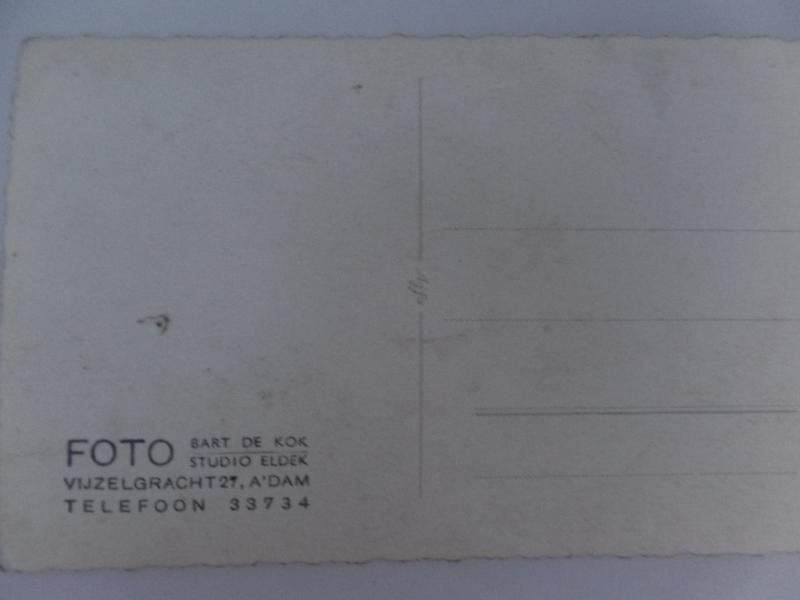 FOTO BART DE KOK
STUDIO ELDEK
VIJZELGRACHT 27, A'DAM
TELEFOON 33734